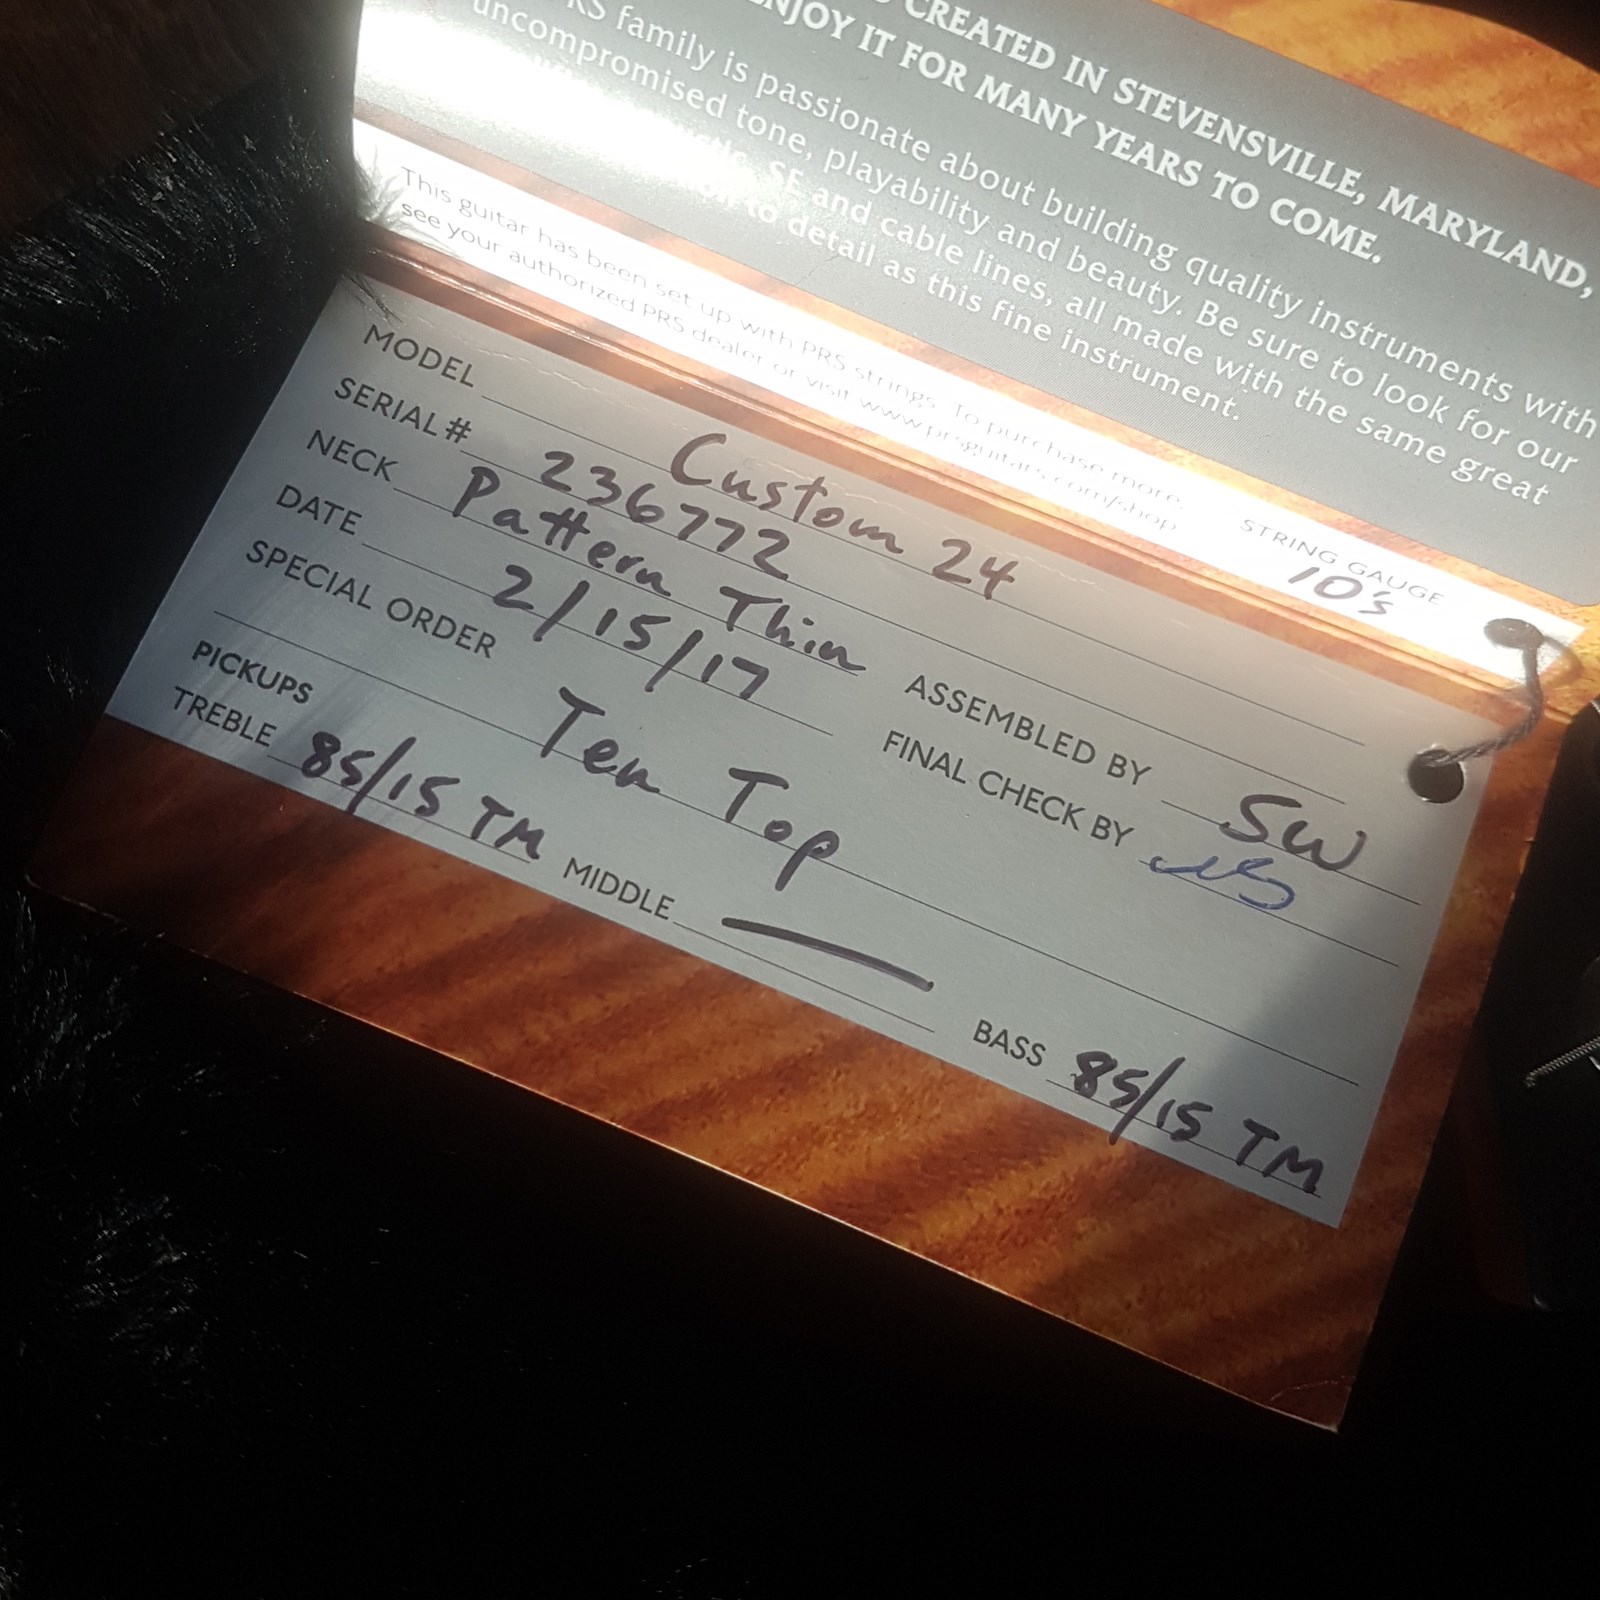 CREATED IN STEVENSVILLE, MARYLAND,
ENJOY IT FOR MANY YEARS TO COME.
PRS family is passionate about building quality instruments with
uncompromised tone, playability and beauty. Be sure to look for our
SE and cable lines, all made with the same great
to detail as this fine instrument.
This guitar has been set up with PRS strings. To purchase more,
see your authorized PRS dealer or visit www.prsguitars.com/shop
STRING GAUGE
10's
MODEL Custom 24
SERIAL# 236772
NECK Pattern Thin
ASSEMBLED BY SW
DATE 2/15/17
FINAL CHECK BY
SPECIAL ORDER
Ten Top
PICKUPS
TREBLE 85/15 TM MIDDLE — BASS 85/15 TM